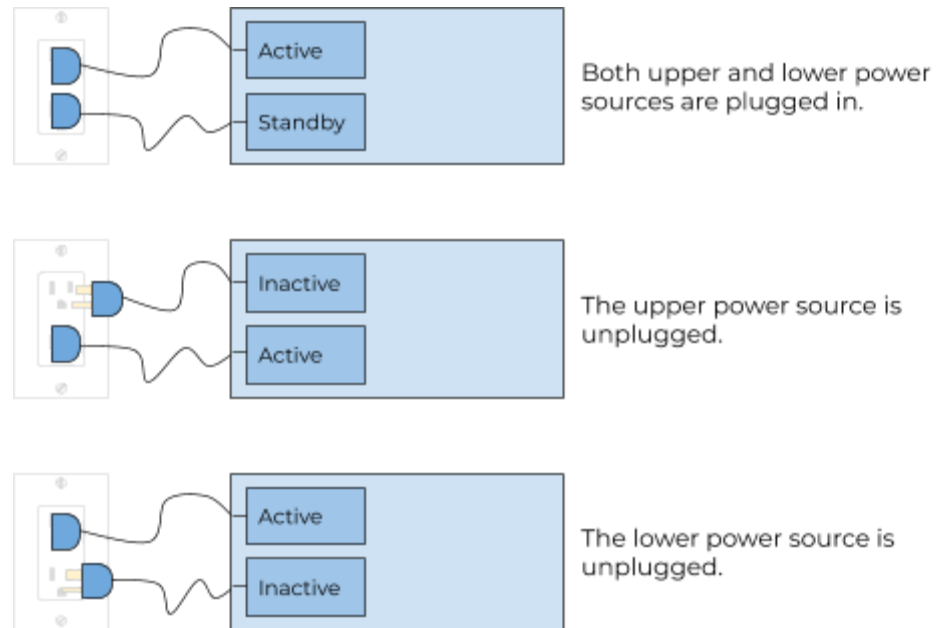 Active
Standby
Both upper and lower power
sources are plugged in.
Inactive
Active
The upper power source is
unplugged.
Active
Inactive
The lower power source is
unplugged.